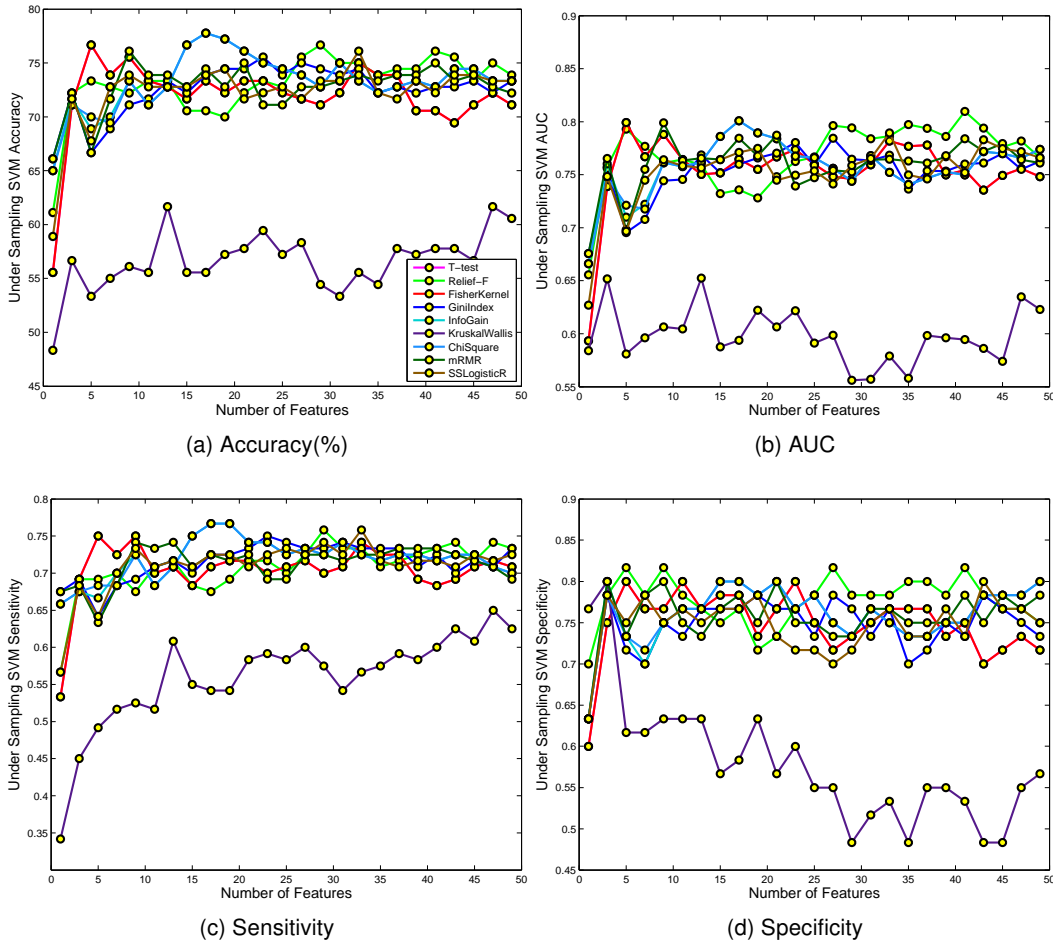 80
75
70
65
60
55
50
45
Under Sampling SVM Accuracy
0 5 10 15 20 25 30 35 40 45 50
Number of Features
T-test
Relief-F
FisherKernel
GiniIndex
InfoGain
KruskalWallis
ChiSquare
mRMR
SSLogisticR
(a) Accuracy(%)
0.9
0.85
0.8
0.75
0.7
0.65
0.6
0.55
Under Sampling SVM AUC
0 5 10 15 20 25 30 35 40 45 50
Number of Features
(b) AUC
0.8
0.75
0.7
0.65
0.6
0.55
0.5
0.45
0.4
0.35
Under Sampling SVM Sensitivity
0 5 10 15 20 25 30 35 40 45 50
Number of Features
(c) Sensitivity
0.9
0.85
0.8
0.75
0.7
0.65
0.6
0.55
0.5
0.45
Under Sampling SVM Specificity
0 5 10 15 20 25 30 35 40 45 50
Number of Features
(d) Specificity